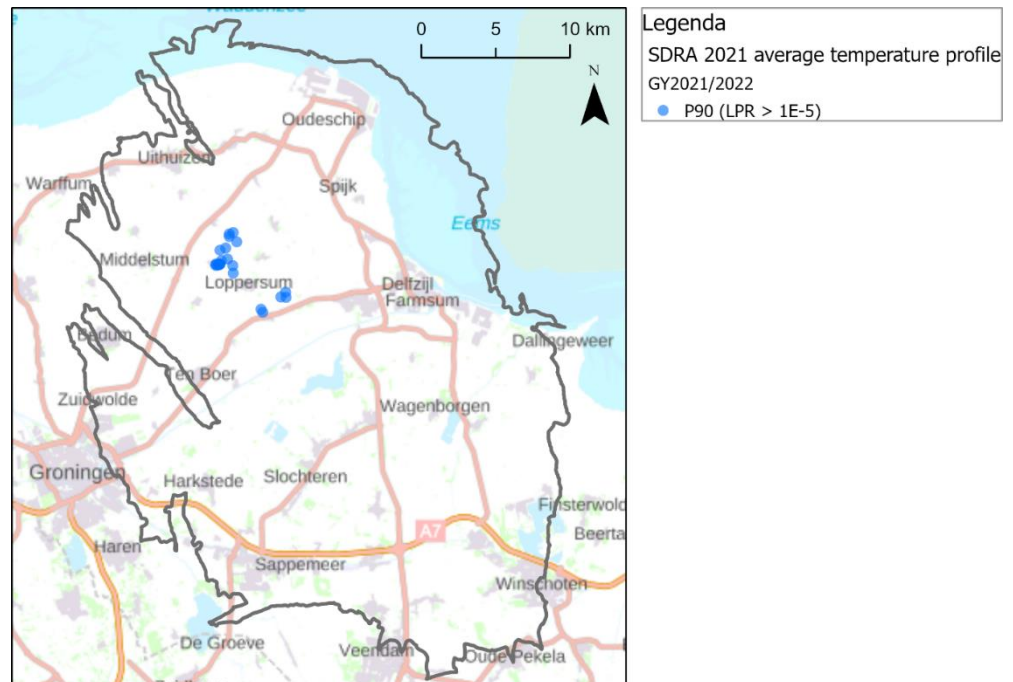 Waddenzee
0 5 10 km
N
Oudeschip
Uithuizen
Warffum
Spijk
Eems
Middelstum
Loppersum
Delfzijl
Farmsum
Bedum
Dallingeweer
Ten Boer
Zuidwolde
Wagenborgen
Groningen
Harkstede
Slochteren
Finsterwold
A7
Beerta
Haren
Sappemeer
Winschoten
De Groeve
Veendam
Oude Pekela
Legenda
SDRA 2021 average temperature profile
GY2021/2022
P90 (LPR > 1E-5)